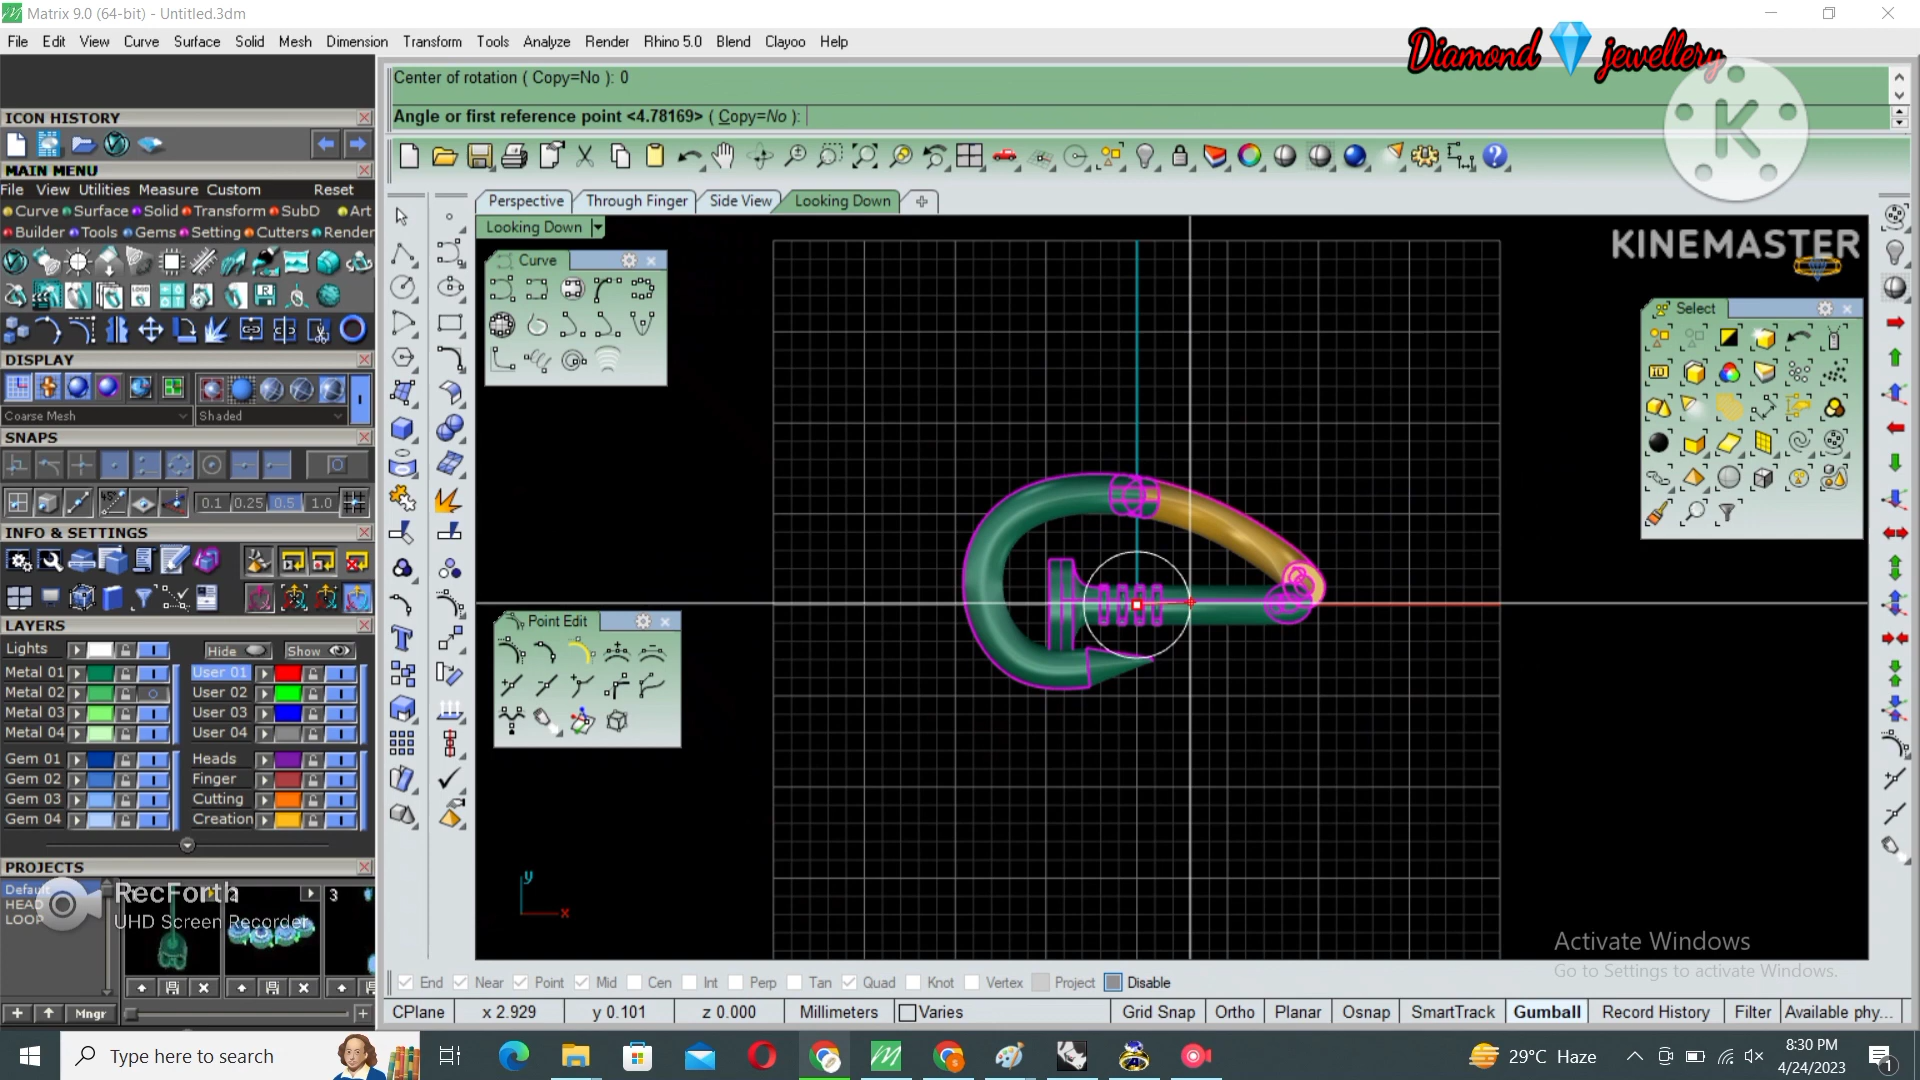 Matrix 9.0 (64-bit) - Untitled.3dm
File Edit View Curve Surface Solid Mesh Dimension Transform Tools Analyze Render Rhino 5.0 Blend Clayoo Help
Diamond jewellery
K
Center of rotation ( Copy=No ): 0
Angle or first reference point <4.78169> ( Copy=No ):
ICON HISTORY
MAIN MENU
File View Utilities Measure Custom Reset
Curve Surface Solid Transform SubD Art
Builder Tools Gems Setting Cutters Render
Perspective Through Finger Side View Looking Down
Looking Down
KINEMASTER
Curve
Select
DISPLAY
Coarse Mesh Shaded
SNAPS
0.1 0.25 0.5 1.0
INFO & SETTINGS
Point Edit
LAYERS
Lights Hide Show
Metal 01 User 01
Metal 02 User 02
Metal 03 User 03
Metal 04 User 04
Gem 01 Heads
Gem 02 Finger
Gem 03 Cutting
Gem 04 Creation
PROJECTS
Default
HEAD
LOOP
3
RecForth
UHD Screen Recorder
y
x
Activate Windows
Go to Settings to activate Windows.
End Near Point Mid Cen Int Perp Tan Quad Knot Vertex Project Disable
Mngr
CPlane x 2.929 y 0.101 z 0.000 Millimeters Varies Grid Snap Ortho Planar Osnap SmartTrack Gumball Record History Filter Available phy...
Type here to search
29°C Haze
8:30 PM
4/24/2023
1